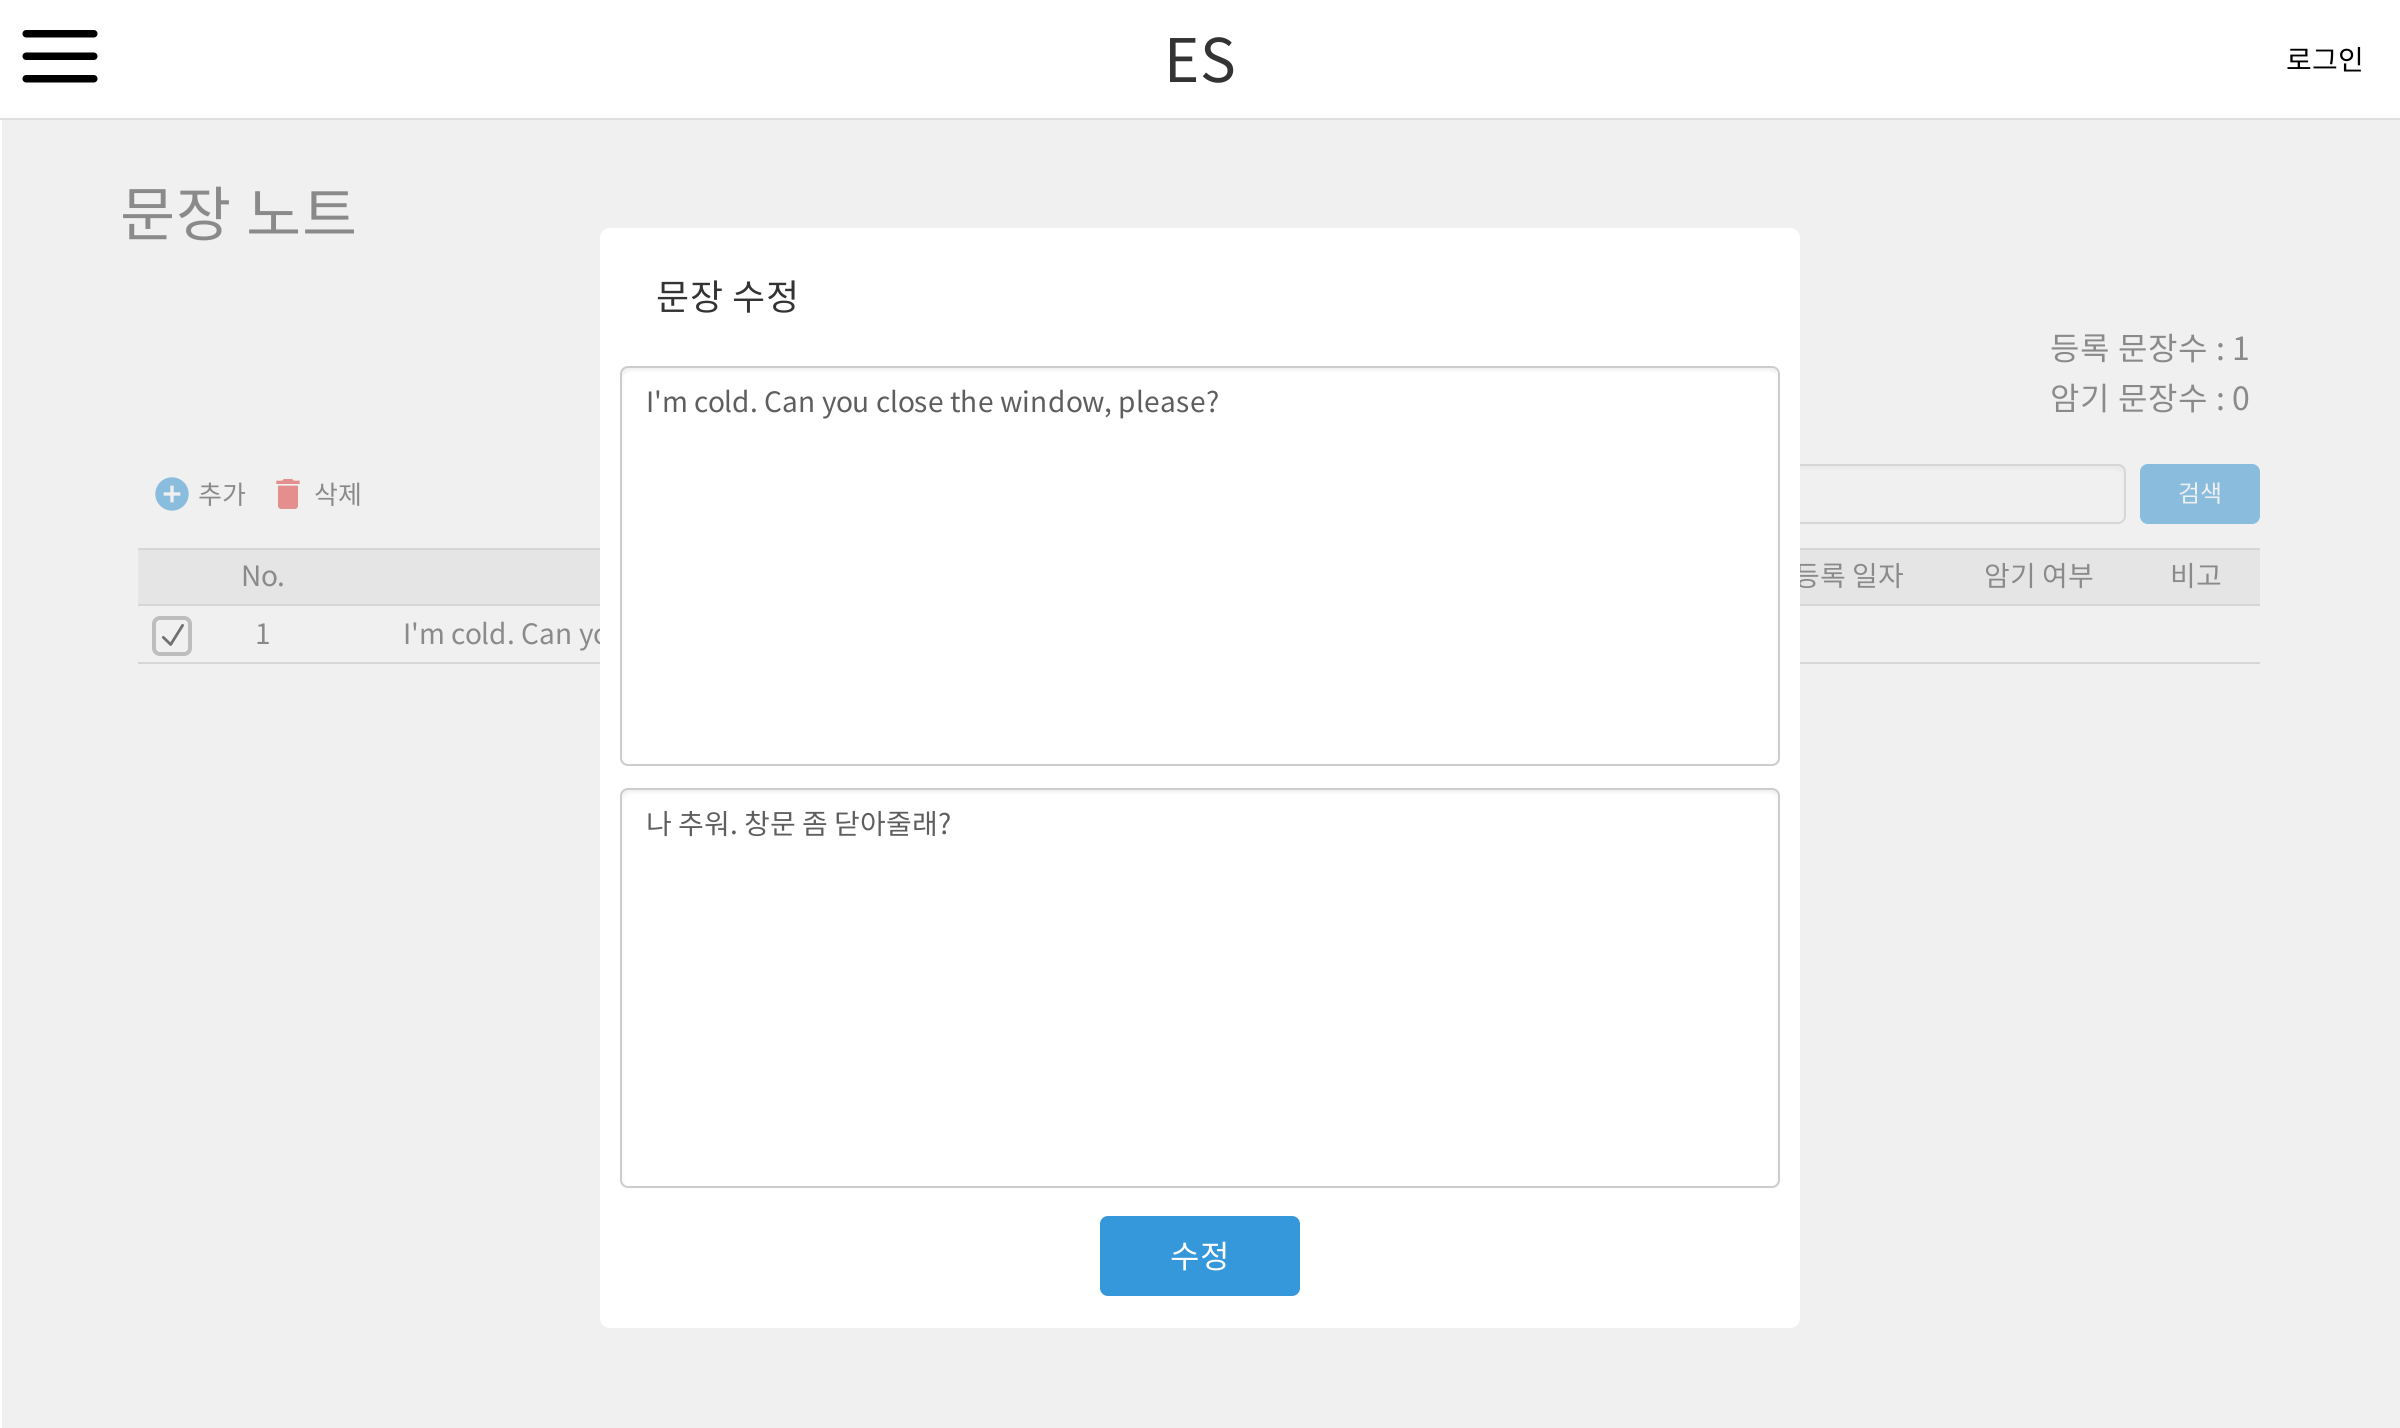 ES
로그인
문장 노트
문장 수정
등록 문장수 : 1
암기 문장수 : 0
I'm cold. Can you close the window, please?
추가 삭제
검색
No. 등록 일자 암기 여부 비고
1 I'm cold. Can yo
나 추워. 창문 좀 닫아줄래?
수정